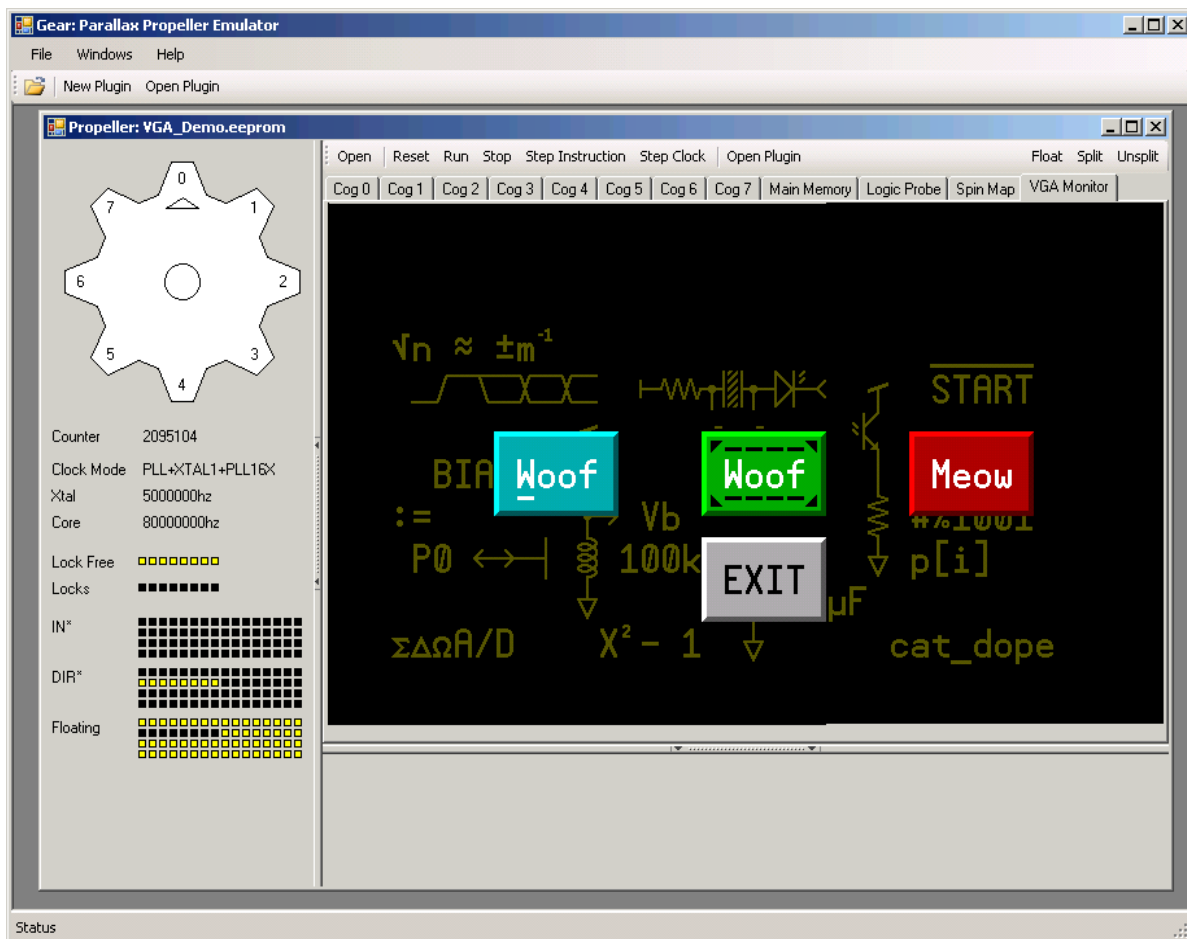 Gear: Parallax Propeller Emulator
File Windows Help
New Plugin Open Plugin
Propeller: VGA_Demo.eeprom
Open Reset Run Stop Step Instruction Step Clock Open Plugin Float Split Unsplit
Cog 0 Cog 1 Cog 2 Cog 3 Cog 4 Cog 5 Cog 6 Cog 7 Main Memory Logic Probe Spin Map VGA Monitor
0
7 1
6 2
5 3
4
Counter 2095104
Clock Mode PLL+XTAL1+PLL16X
Xtal 5000000hz
Core 80000000hz
Lock Free
Locks
IN*
DIR*
Floating
√n ≈ ±m⁻¹
START
BIA Woof Woof Meow
:= Vb #%1001
P0 100k EXIT p[i]
µF
ΣΔΩA/D X² - 1 cat_dope
Status